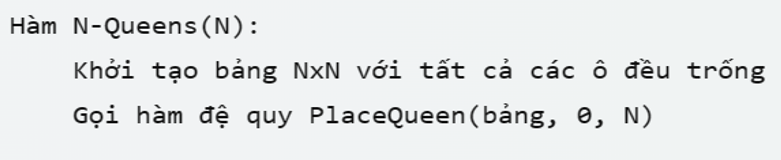 Hàm N-Queens(N):
Khởi tạo bảng NxN với tất cả các ô đều trống
Gọi hàm đệ quy PlaceQueen(bảng, 0, N)